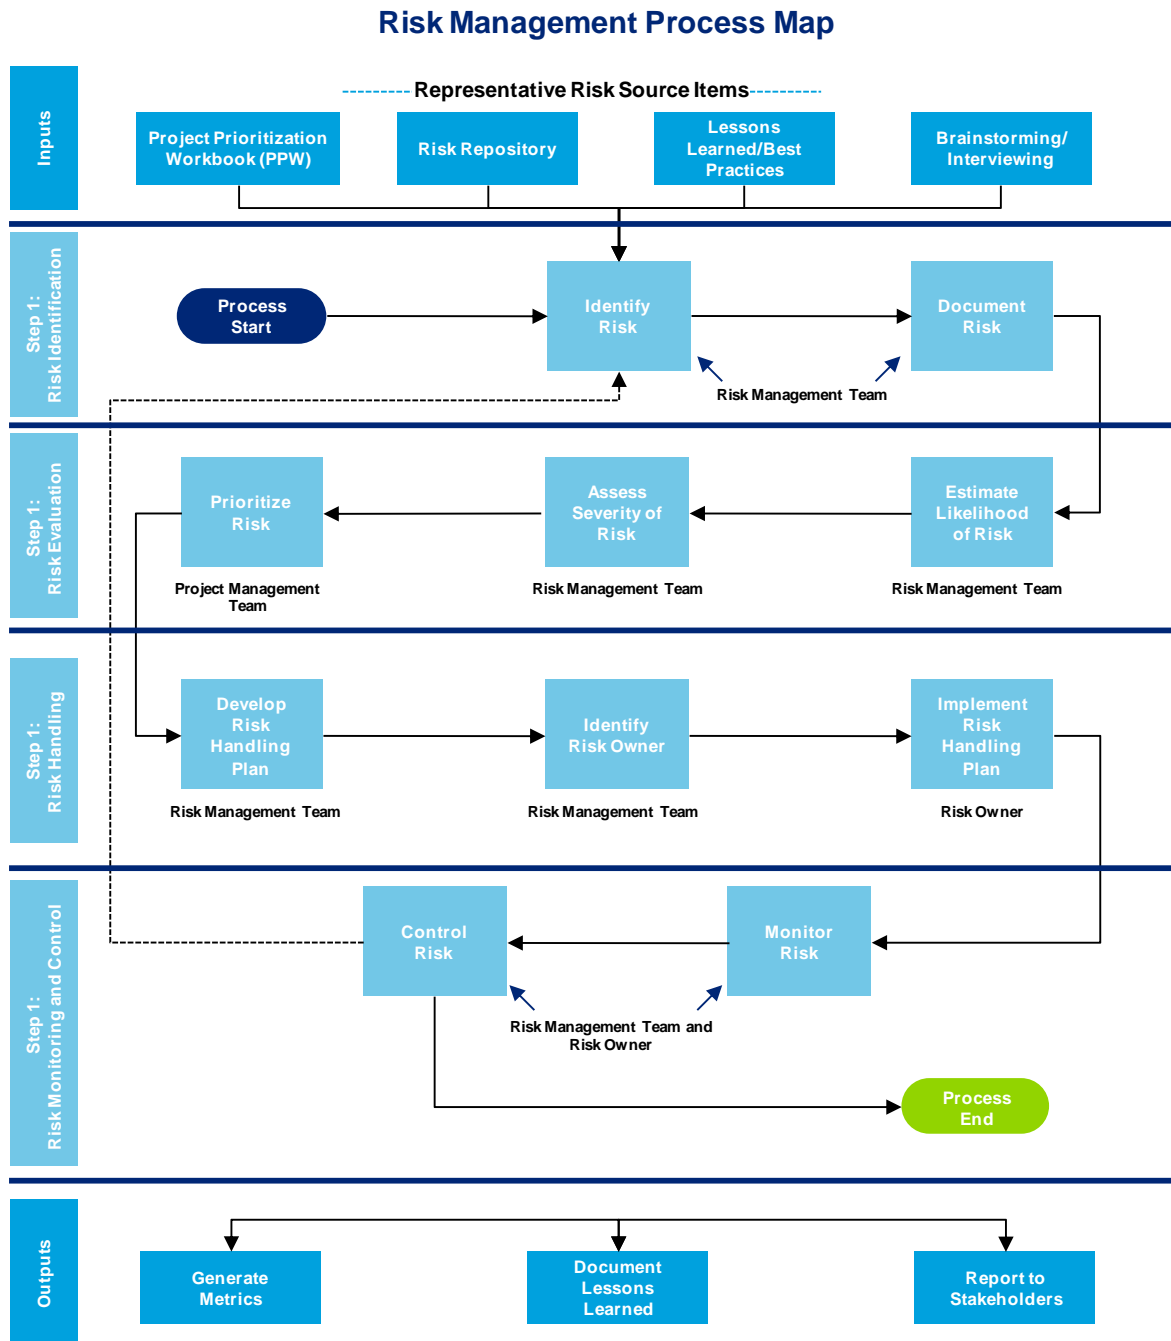 Risk Management Process Map
Inputs
Representative Risk Source Items
Project Prioritization
Workbook (PPW)
Risk Repository
Lessons
Learned/Best
Practices
Brainstorming/
Interviewing
Step 1:
Risk Identification
Process
Start
Identify
Risk
Document
Risk
Risk Management Team
Step 1:
Risk Evaluation
Prioritize
Risk
Assess
Severity of
Risk
Estimate
Likelihood
of Risk
Project Management
Team
Risk Management Team
Risk Management Team
Step 1:
Risk Handling
Develop
Risk
Handling
Plan
Identify
Risk Owner
Implement
Risk
Handling
Plan
Risk Management Team
Risk Management Team
Risk Owner
Step 1:
Risk Monitoring and Control
Control
Risk
Monitor
Risk
Risk Management Team and
Risk Owner
Process
End
Outputs
Generate
Metrics
Document
Lessons
Learned
Report to
Stakeholders